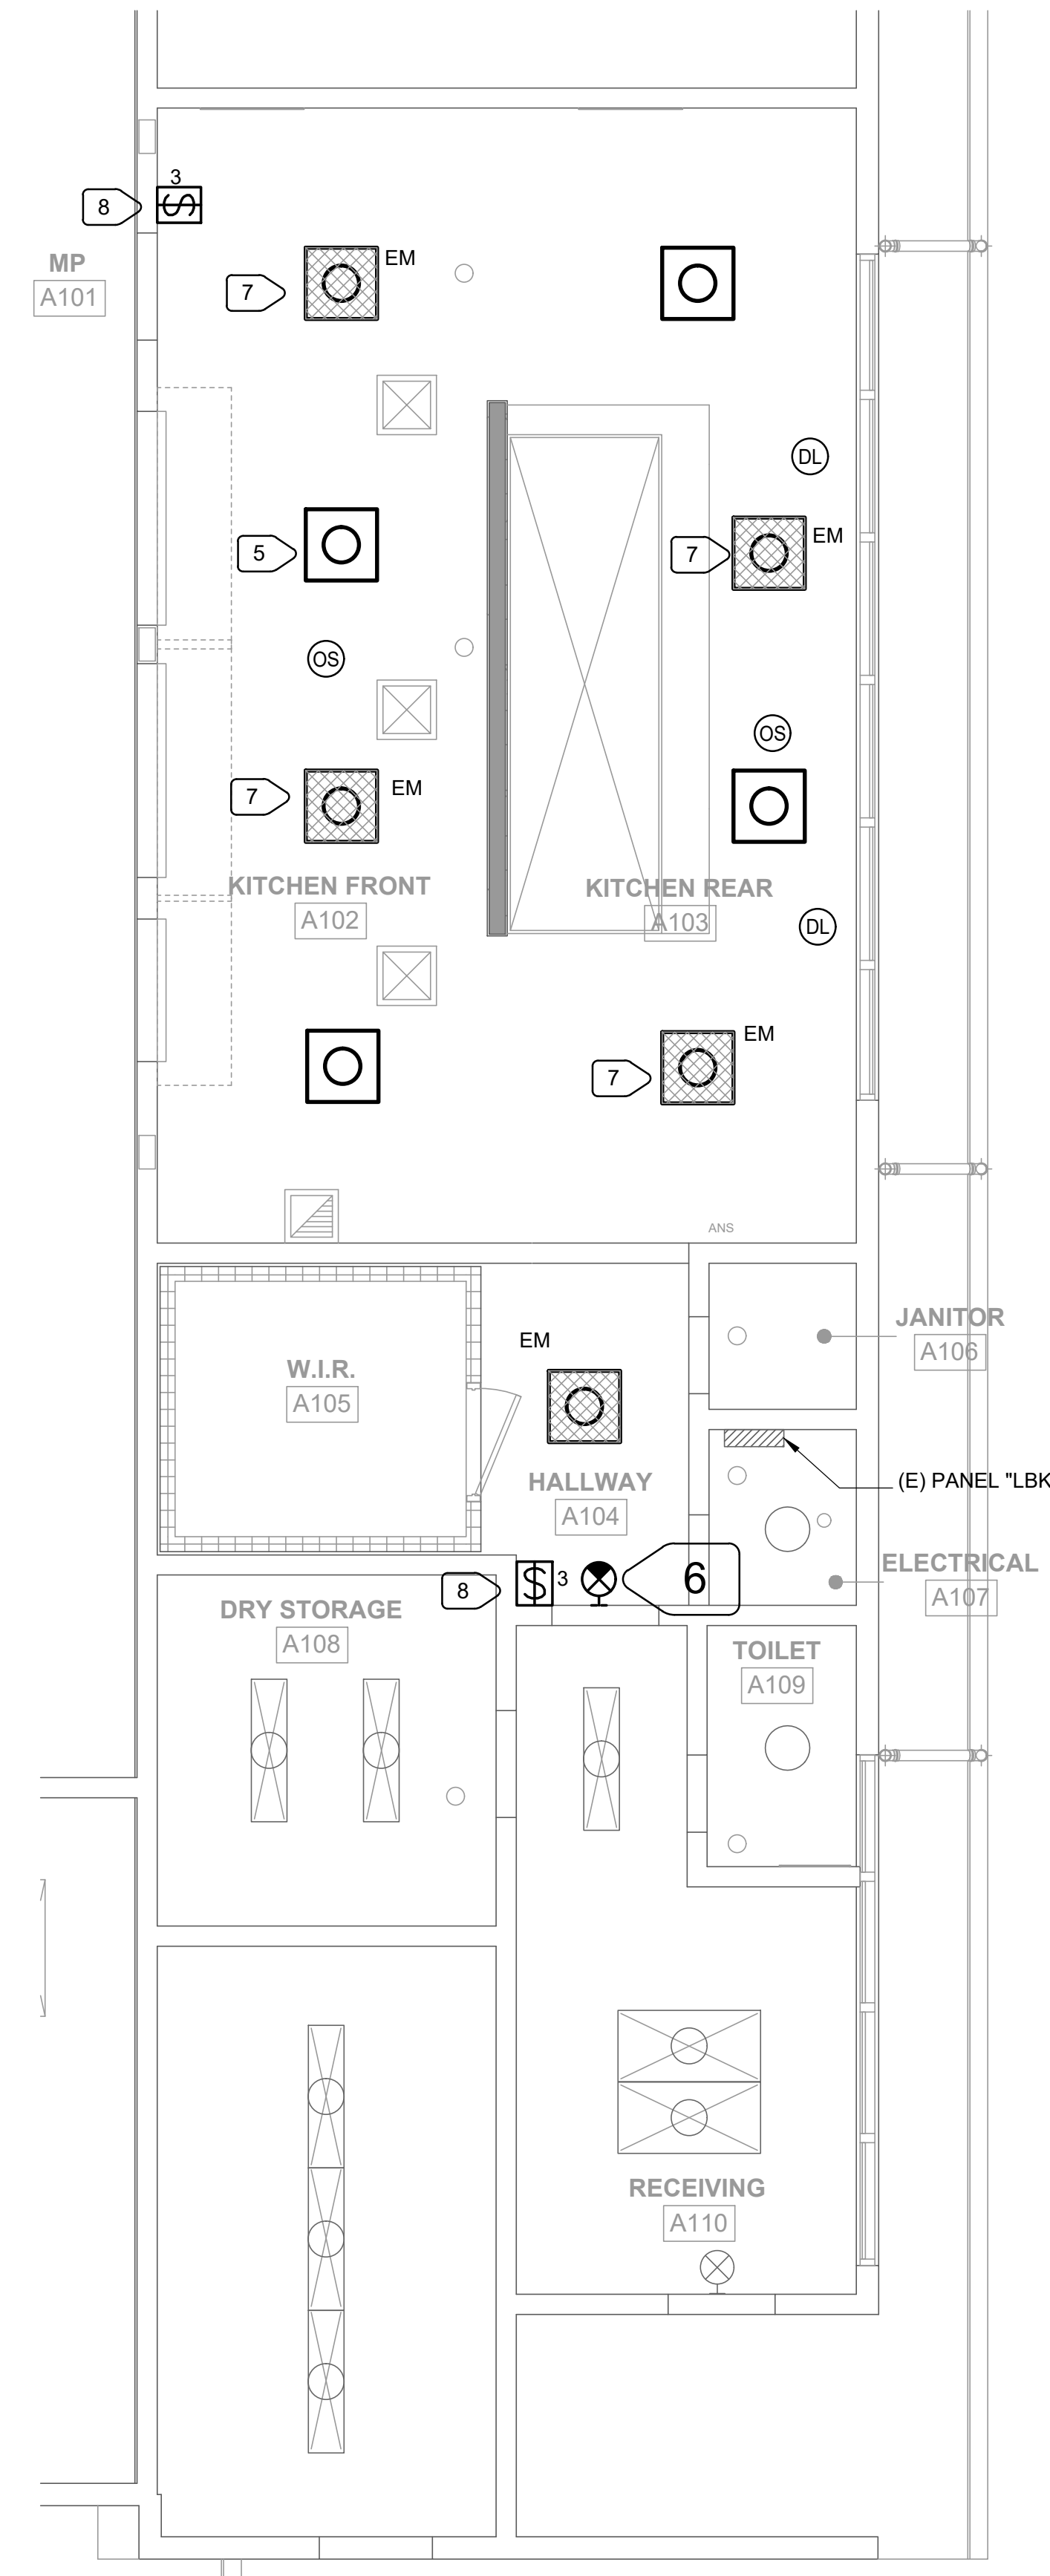 3
8
MP
A101
EM
7
DL
5
7
EM
OS
OS
7
EM
KITCHEN FRONT
A102
KITCHEN REAR
A103
DL
EM
7
ANS
JANITOR
A106
EM
W.I.R.
A105
HALLWAY
A104
(E) PANEL "LBK
ELECTRICAL
A107
8
$
3
6
DRY STORAGE
A108
TOILET
A109
RECEIVING
A110